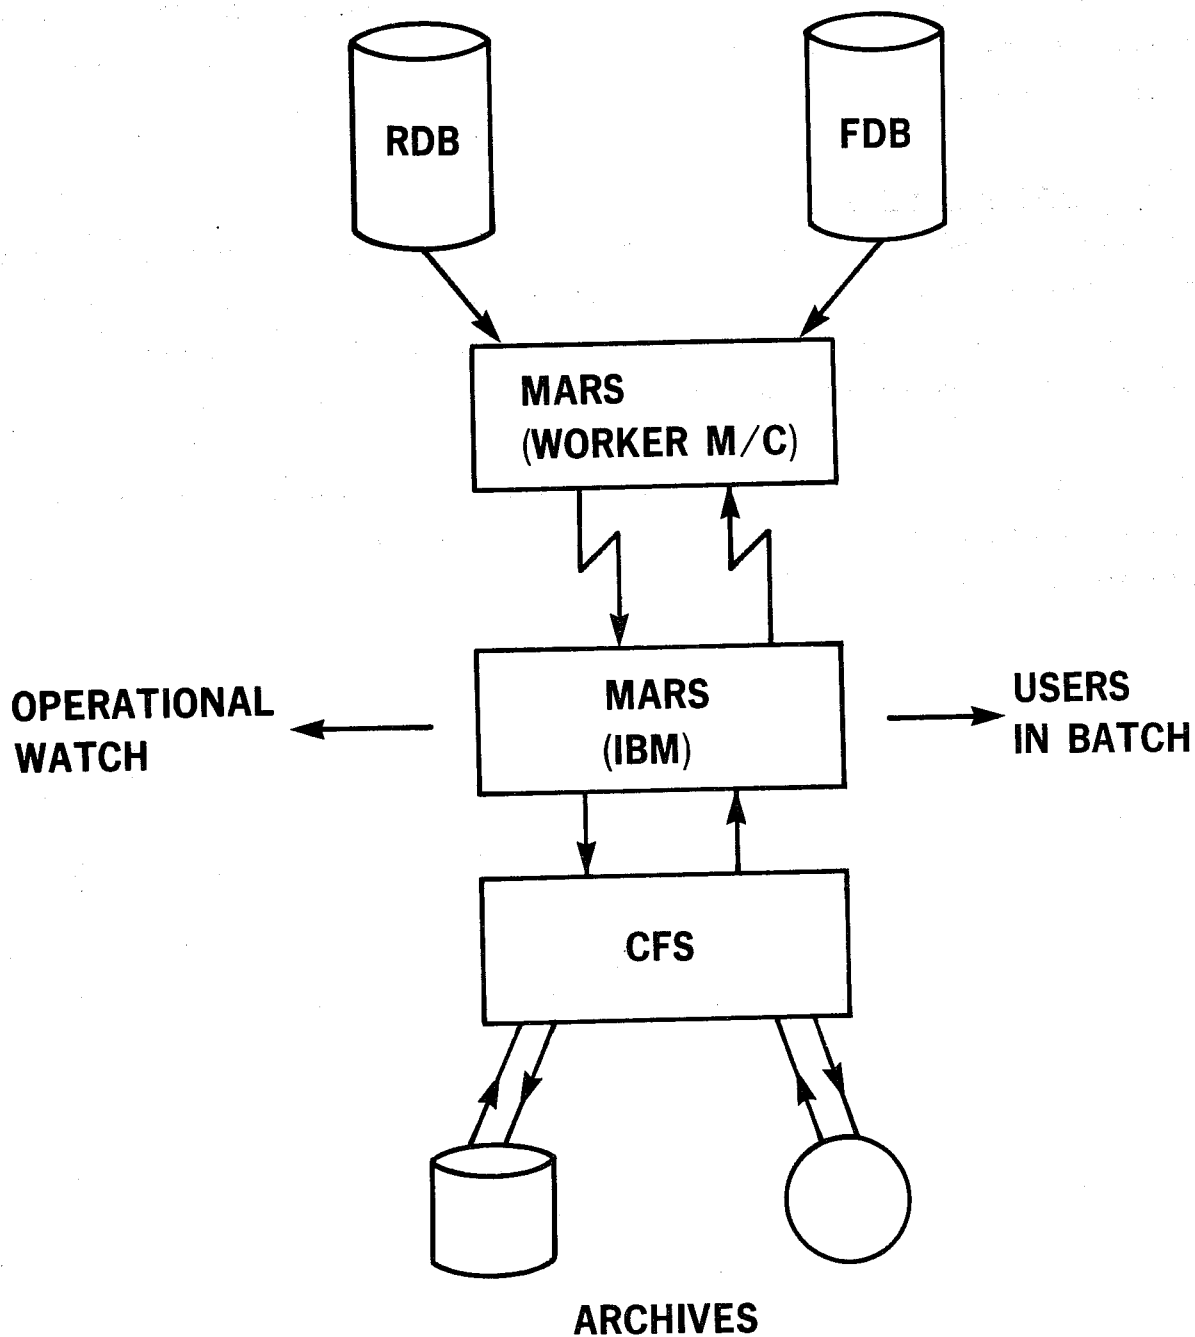 RDB
FDB
MARS
(WORKER M/C)
OPERATIONAL
WATCH
MARS
(IBM)
USERS
IN BATCH
CFS
ARCHIVES